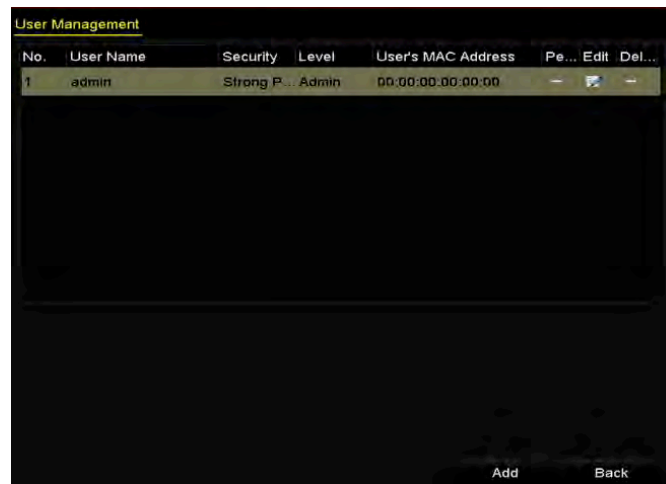 User Management
No. User Name Security Level User's MAC Address Pe... Edit Del...
1 admin Strong P... Admin 00:00:00:00:00:00 — —
Add Back